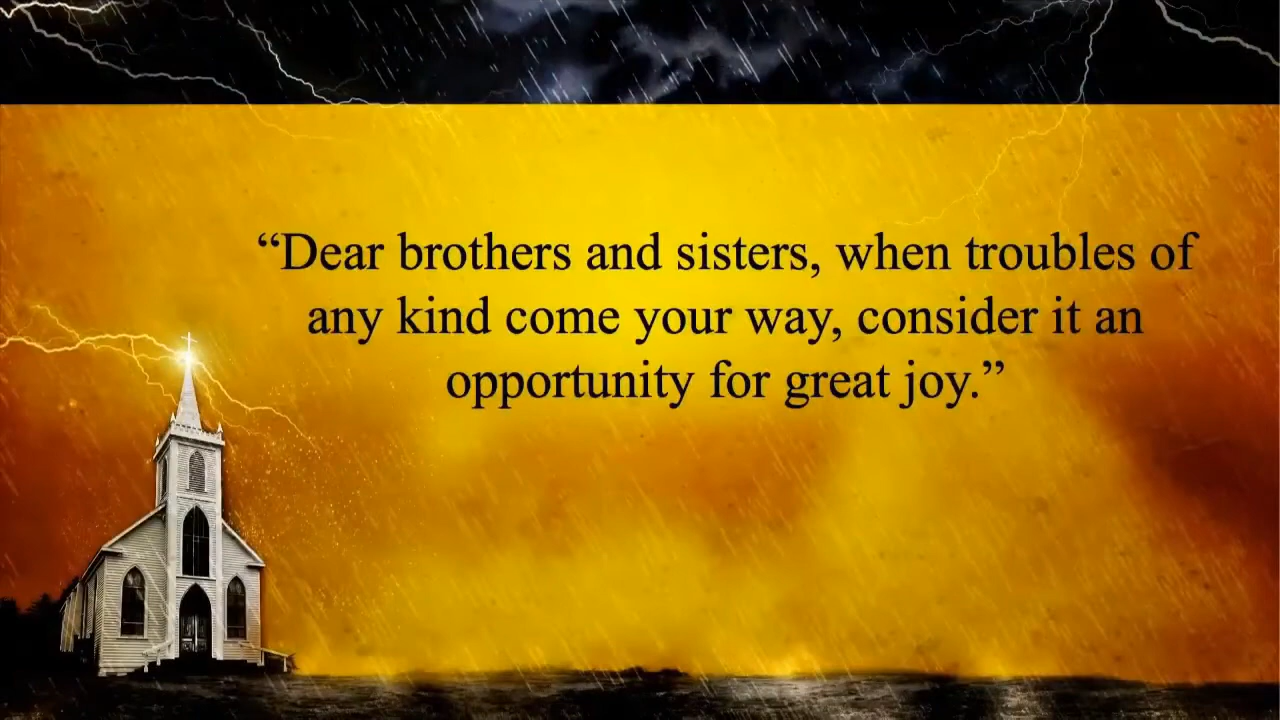 “Dear brothers and sisters, when troubles of
any kind come your way, consider it an
opportunity for great joy.”